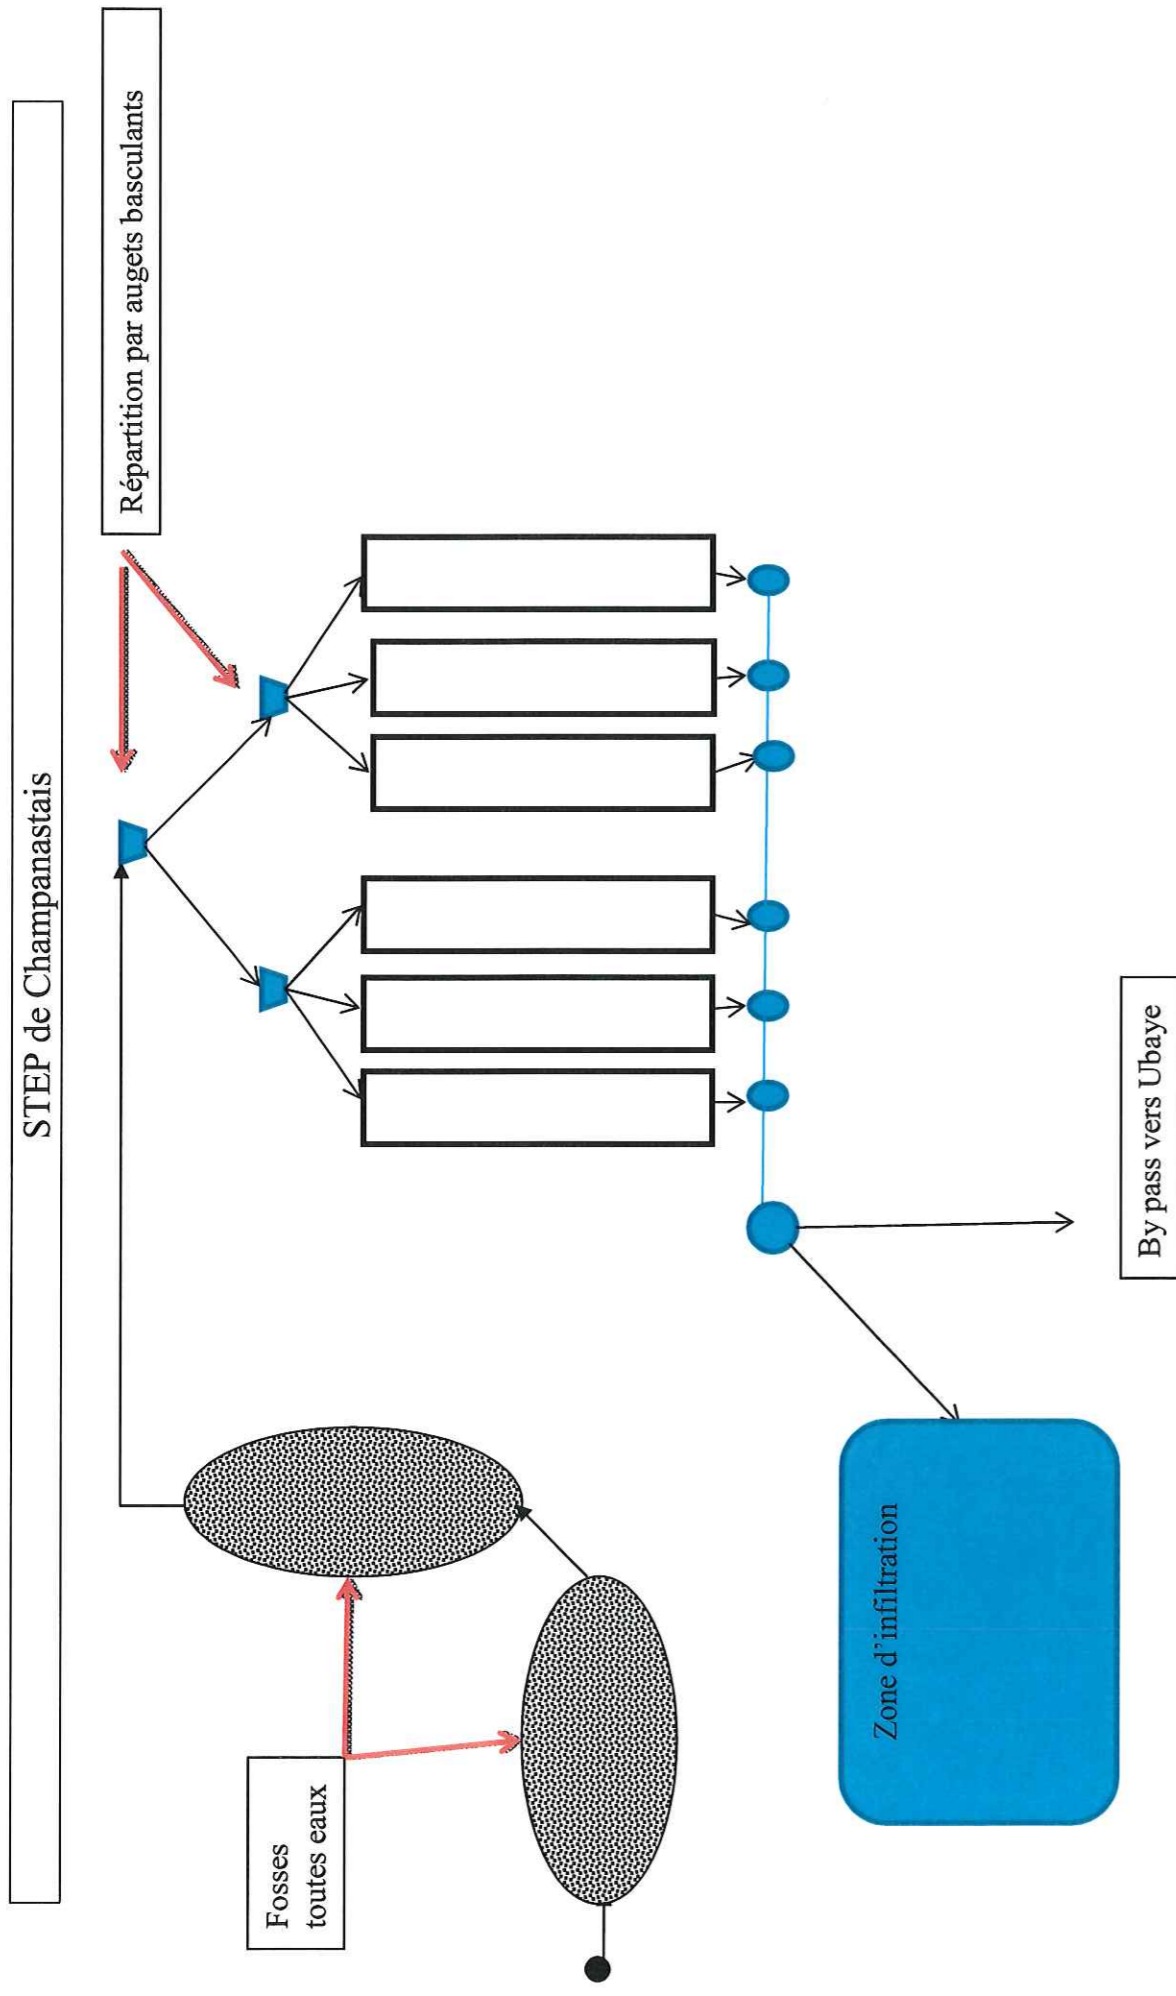 STEP de Champanastais
Répartition par augets basculants
Fosses
toutes eaux
Zone d'infiltration
By pass vers Ubaye